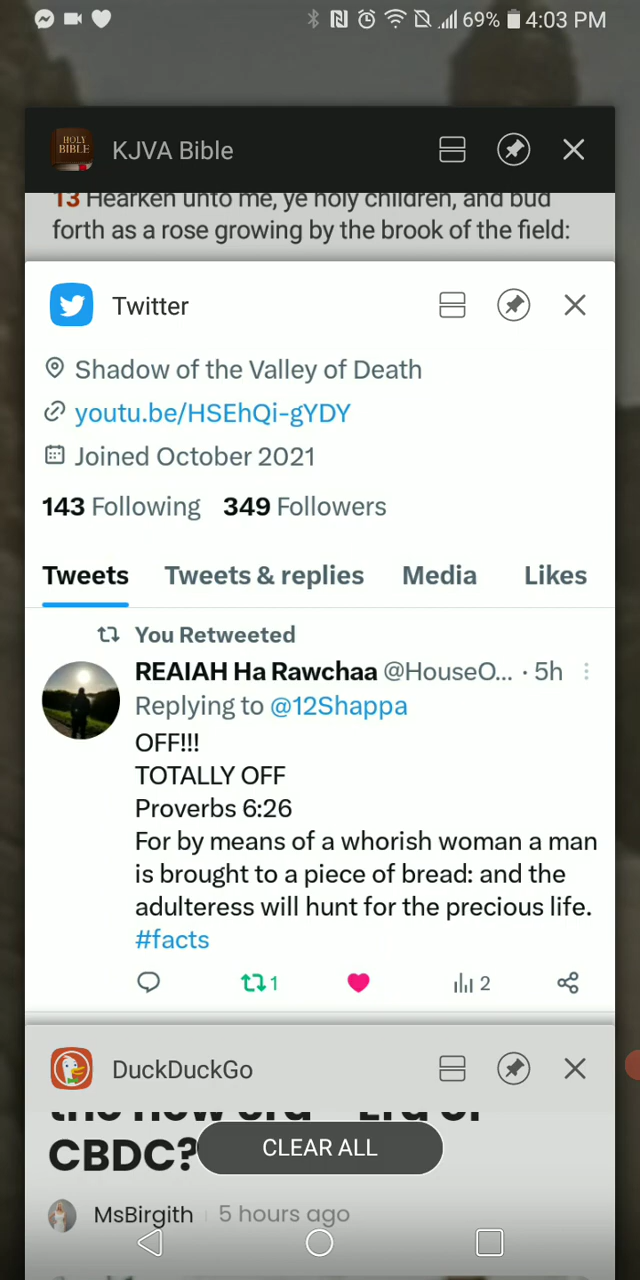 69% 4:03 PM
HOLY BIBLE
KJVA Bible
13 Hearken unto me, ye holy children, and bud
forth as a rose growing by the brook of the field:
Twitter
Shadow of the Valley of Death
youtu.be/HSEhQi-gYDY
Joined October 2021
143 Following 349 Followers
Tweets Tweets & replies Media Likes
You Retweeted
REAIAH Ha Rawchaa @HouseO... · 5h
Replying to @12Shappa
OFF!!!
TOTALLY OFF
Proverbs 6:26
For by means of a whorish woman a man
is brought to a piece of bread: and the
adulteress will hunt for the precious life.
#facts
1 2
DuckDuckGo
CBDC?
CLEAR ALL
MsBirgith 5 hours ago